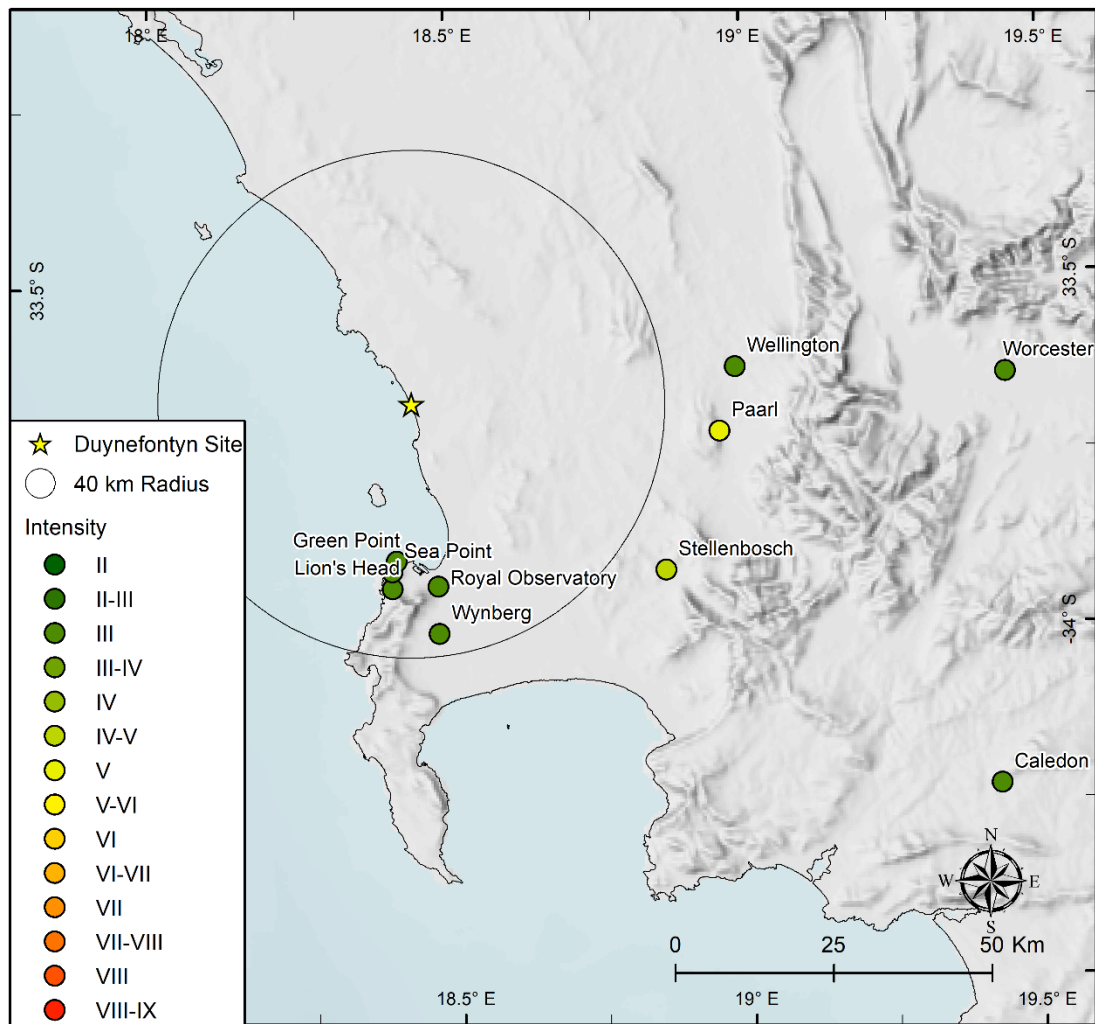 18° E
18.5° E
19° E
19.5° E
33.5° S
33.5° S
Wellington
Worcester
Paarl
Duynefontyn Site
40 km Radius
Intensity
II
II-III
III
III-IV
IV
IV-V
V
V-VI
VI
VI-VII
VII
VII-VIII
VIII
VIII-IX
Green Point
Sea Point
Lion's Head
Royal Observatory
Wynberg
Stellenbosch
-34° S
Caledon
N
W
E
S
0
25
50 Km
18.5° E
19° E
19.5° E